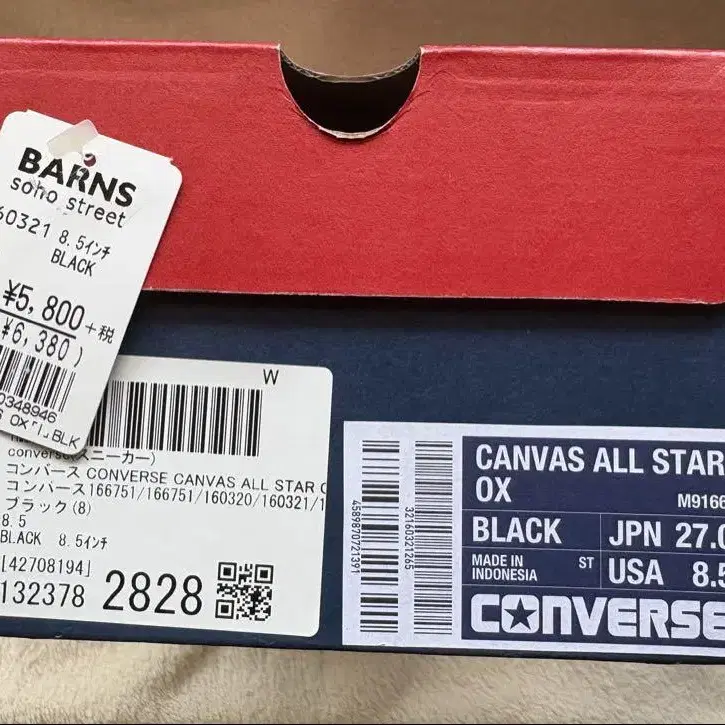 BARNS
soho street
60321 8.5インチ
BLACK
¥5,800+税
¥6,380)
0348946
OX BLK
W
converse(スニーカー)
コンバース CONVERSE CANVAS ALL STAR
コンバース166751/166751/160320/160321/1
ブラック(8)
8.5
BLACK 8.5インチ
[42708194]
132378 2828
4589870721391
32160321265
CANVAS ALL STAR
OX
M9166
BLACK
JPN 27.0
MADE IN
INDONESIA
ST
USA 8.5
CONVERSE